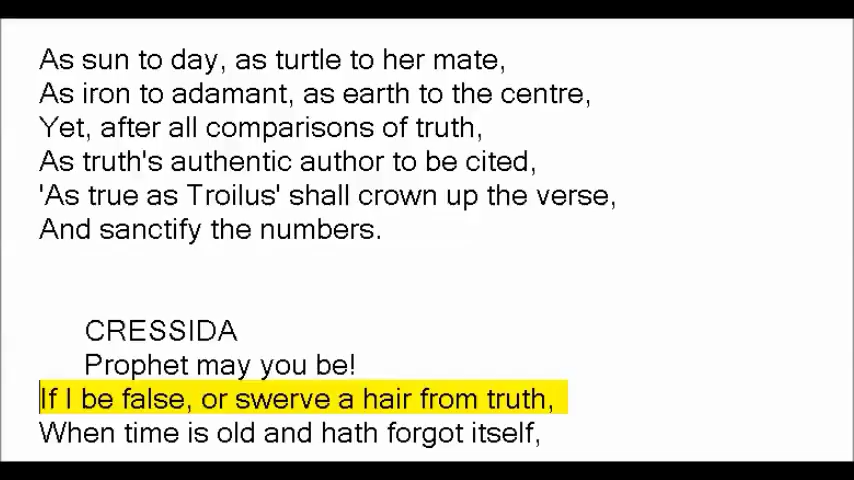 As sun to day, as turtle to her mate,
As iron to adamant, as earth to the centre,
Yet, after all comparisons of truth,
As truth's authentic author to be cited,
'As true as Troilus' shall crown up the verse,
And sanctify the numbers.
CRESSIDA
Prophet may you be!
If I be false, or swerve a hair from truth,
When time is old and hath forgot itself,